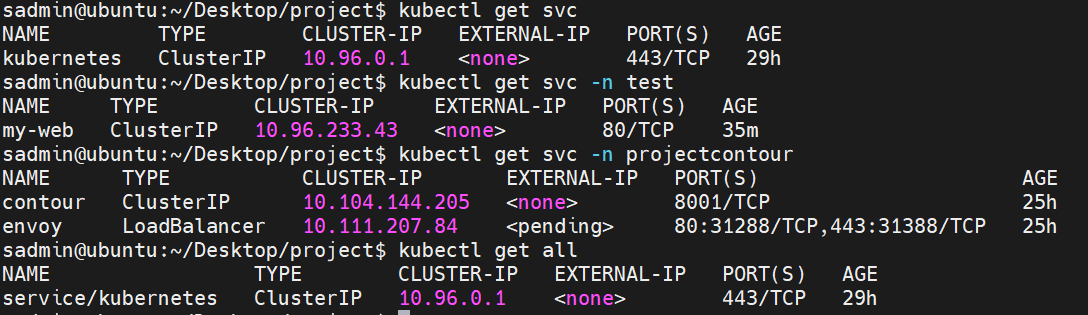 sadmin@ubuntu:~/Desktop/project$ kubectl get svc
NAME         TYPE        CLUSTER-IP   EXTERNAL-IP   PORT(S)   AGE
kubernetes   ClusterIP   10.96.0.1    <none>        443/TCP   29h
sadmin@ubuntu:~/Desktop/project$ kubectl get svc -n test
NAME     TYPE        CLUSTER-IP     EXTERNAL-IP   PORT(S)   AGE
my-web   ClusterIP   10.96.233.43   <none>        80/TCP    35m
sadmin@ubuntu:~/Desktop/project$ kubectl get svc -n projectcontour
NAME      TYPE           CLUSTER-IP       EXTERNAL-IP   PORT(S)                      AGE
contour   ClusterIP      10.104.144.205   <none>        8001/TCP                     25h
envoy     LoadBalancer   10.111.207.84    <pending>     80:31288/TCP,443:31388/TCP   25h
sadmin@ubuntu:~/Desktop/project$ kubectl get all
NAME                 TYPE        CLUSTER-IP   EXTERNAL-IP   PORT(S)   AGE
service/kubernetes   ClusterIP   10.96.0.1    <none>        443/TCP   29h